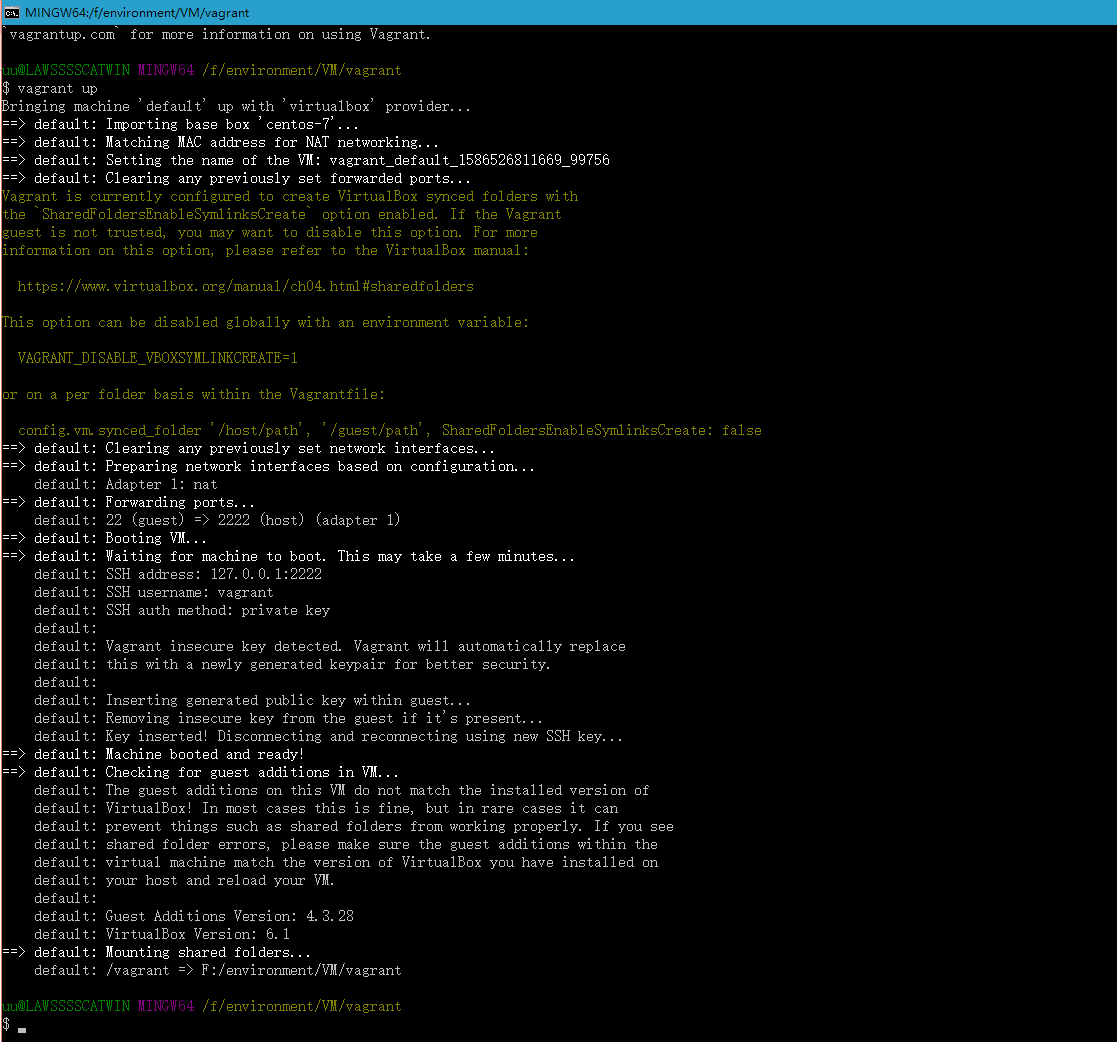 MINGW64:/f/environment/VM/vagrant
`vagrantup.com` for more information on using Vagrant.
uu@LAWSSSSCATWIN MINGW64 /f/environment/VM/vagrant
$ vagrant up
Bringing machine 'default' up with 'virtualbox' provider...
==> default: Importing base box 'centos-7'...
==> default: Matching MAC address for NAT networking...
==> default: Setting the name of the VM: vagrant_default_1586526811669_99756
==> default: Clearing any previously set forwarded ports...
Vagrant is currently configured to create VirtualBox synced folders with
the `SharedFoldersEnableSymlinksCreate` option enabled. If the Vagrant
guest is not trusted, you may want to disable this option. For more
information on this option, please refer to the VirtualBox manual:
https://www.virtualbox.org/manual/ch04.html#sharedfolders
This option can be disabled globally with an environment variable:
VAGRANT_DISABLE_VBOXSYMLINKCREATE=1
or on a per folder basis within the Vagrantfile:
config.vm.synced_folder '/host/path', '/guest/path', SharedFoldersEnableSymlinksCreate: false
==> default: Clearing any previously set network interfaces...
==> default: Preparing network interfaces based on configuration...
default: Adapter 1: nat
==> default: Forwarding ports...
default: 22 (guest) => 2222 (host) (adapter 1)
==> default: Booting VM...
==> default: Waiting for machine to boot. This may take a few minutes...
default: SSH address: 127.0.0.1:2222
default: SSH username: vagrant
default: SSH auth method: private key
default:
default: Vagrant insecure key detected. Vagrant will automatically replace
default: this with a newly generated keypair for better security.
default:
default: Inserting generated public key within guest...
default: Removing insecure key from the guest if it's present...
default: Key inserted! Disconnecting and reconnecting using new SSH key...
==> default: Machine booted and ready!
==> default: Checking for guest additions in VM...
default: The guest additions on this VM do not match the installed version of
default: VirtualBox! In most cases this is fine, but in rare cases it can
default: prevent things such as shared folders from working properly. If you see
default: shared folder errors, please make sure the guest additions within the
default: virtual machine match the version of VirtualBox you have installed on
default: your host and reload your VM.
default:
default: Guest Additions Version: 4.3.28
default: VirtualBox Version: 6.1
==> default: Mounting shared folders...
default: /vagrant => F:/environment/VM/vagrant
uu@LAWSSSSCATWIN MINGW64 /f/environment/VM/vagrant
$